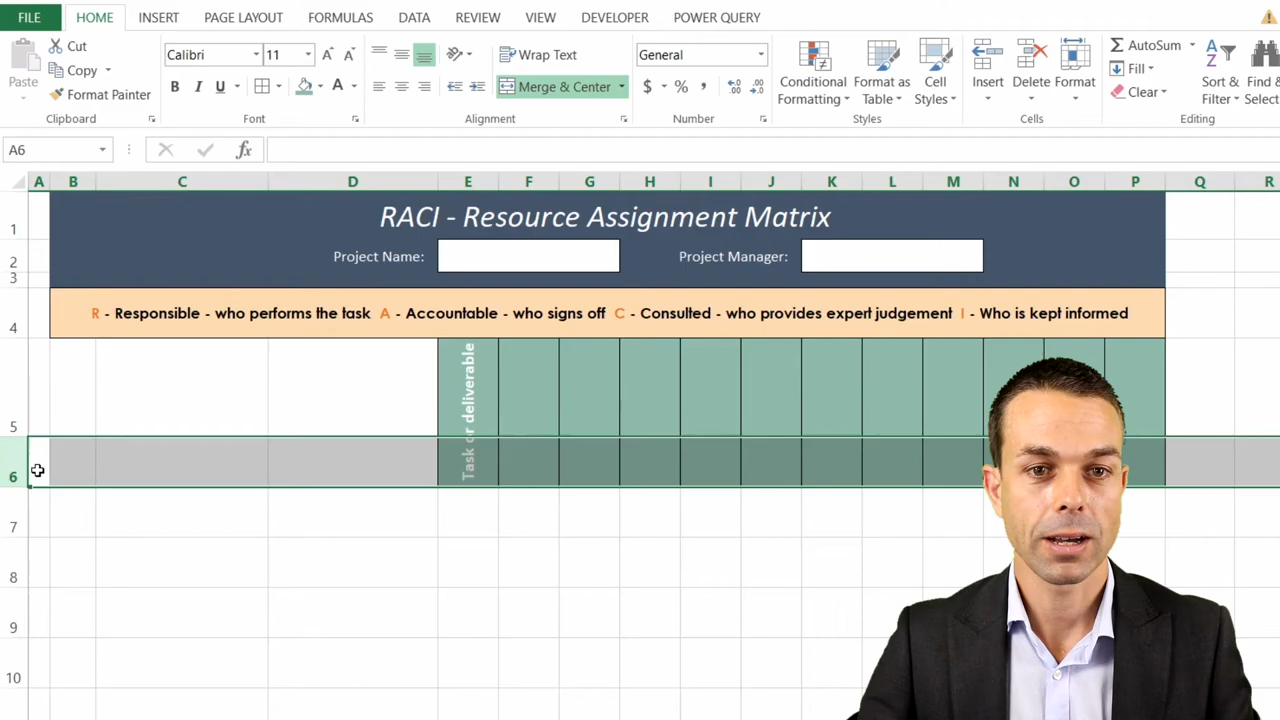 FILE HOME INSERT PAGE LAYOUT FORMULAS DATA REVIEW VIEW DEVELOPER POWER QUERY
Paste
Cut
Copy
Format Painter
Clipboard
Calibri 11 A A
B I U A
Font
Wrap Text
Merge & Center
Alignment
General
$ % ,
Number
Conditional Formatting
Format as Table
Cell Styles
Styles
Insert
Delete
Format
Cells
AutoSum
Fill
Clear
Sort & Filter
Find &
Select
Editing
A6 fx
A B C D E F G H I J K L M N O P Q R
1 RACI - Resource Assignment Matrix
2 Project Name: Project Manager:
3
4 R - Responsible - who performs the task A - Accountable - who signs off C - Consulted - who provides expert judgement I - Who is kept informed
5
Task or deliverable
6
7
8
9
10